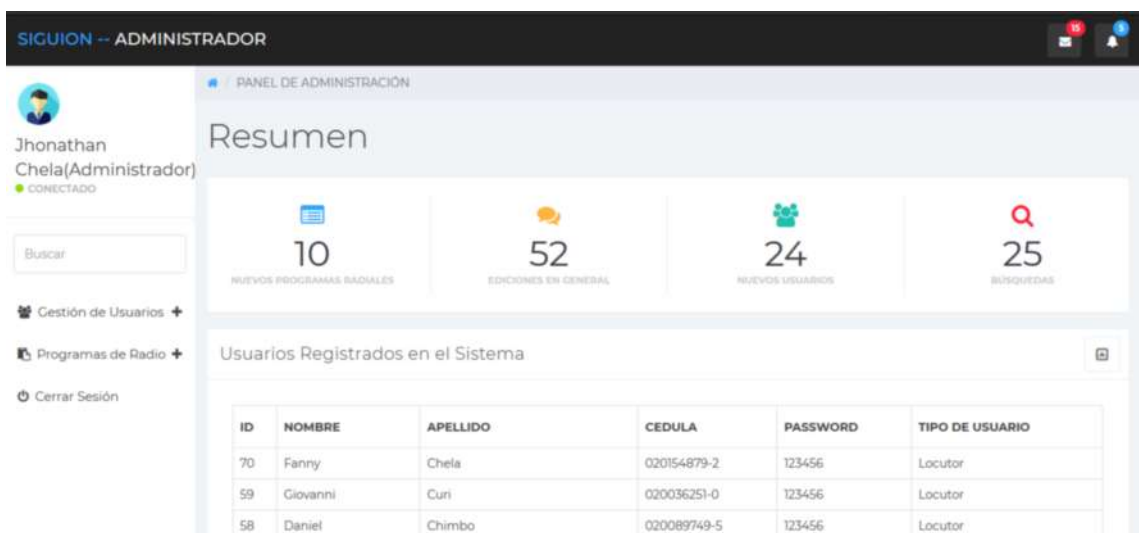 SIGUION -- ADMINISTRADOR
15
5
Jhonathan
Chela(Administrador)
CONECTADO
Buscar
Gestión de Usuarios
Programas de Radio
Cerrar Sesión
/ PANEL DE ADMINISTRACIÓN
Resumen
10
NUEVOS PROGRAMAS RADIALES
52
EDICIONES EN GENERAL
24
NUEVOS USUARIOS
25
BÚSQUEDAS
Usuarios Registrados en el Sistema
ID NOMBRE APELLIDO CEDULA PASSWORD TIPO DE USUARIO
70 Fanny Chela 020154879-2 123456 Locutor
59 Giovanni Curi 020036251-0 123456 Locutor
58 Daniel Chimbo 020089749-5 123456 Locutor